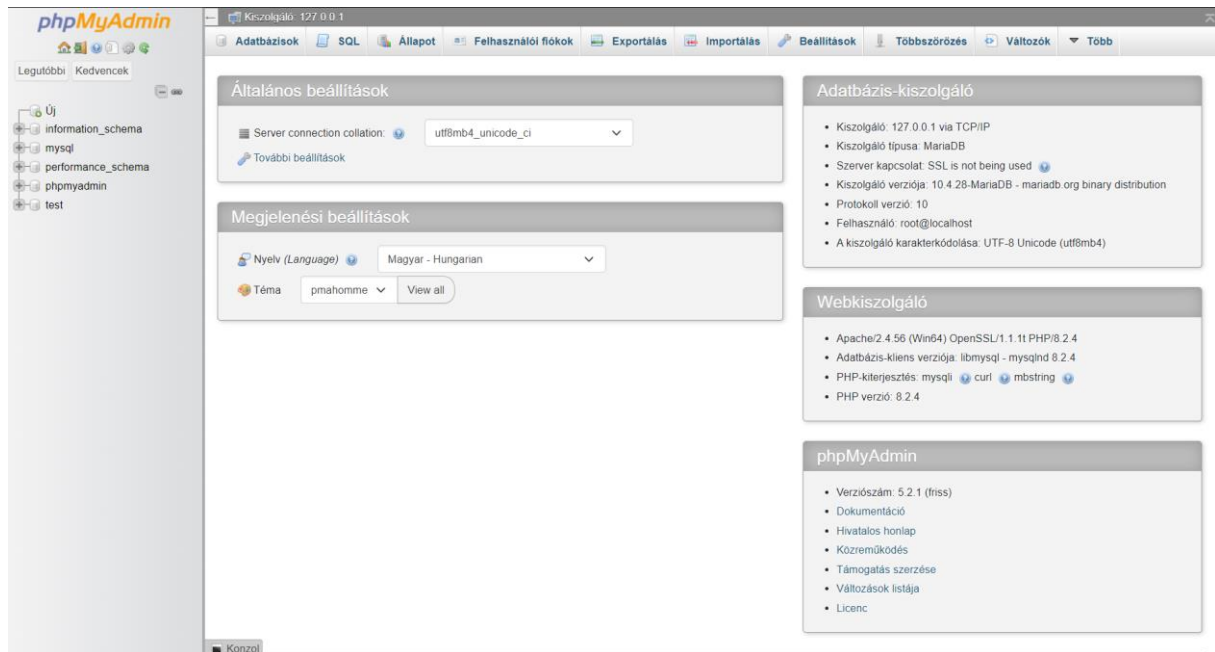 phpMyAdmin
Legutóbbi Kedvencek
Új
information_schema
mysql
performance_schema
phpmyadmin
test
Kiszolgáló: 127.0.0.1
Adatbázisok SQL Állapot Felhasználói fiókok Exportálás Importálás Beállítások Többszörözés Változók Több
Általános beállítások
Server connection collation: utf8mb4_unicode_ci
További beállítások
Megjelenési beállítások
Nyelv (Language) Magyar - Hungarian
Téma pmahomme View all
Adatbázis-kiszolgáló
• Kiszolgáló: 127.0.0.1 via TCP/IP
• Kiszolgáló típusa: MariaDB
• Szerver kapcsolat: SSL is not being used
• Kiszolgáló verziója: 10.4.28-MariaDB - mariadb.org binary distribution
• Protokoll verzió: 10
• Felhasználó: root@localhost
• A kiszolgáló karakterkódolása: UTF-8 Unicode (utf8mb4)
Webkiszolgáló
• Apache/2.4.56 (Win64) OpenSSL/1.1.1t PHP/8.2.4
• Adatbázis-kliens verziója: libmysql - mysqlnd 8.2.4
• PHP-kiterjesztés: mysqli curl mbstring
• PHP verzió: 8.2.4
phpMyAdmin
• Verziószám: 5.2.1 (friss)
• Dokumentáció
• Hivatalos honlap
• Közreműködés
• Támogatás szerzése
• Változások listája
• Licenc
Konzol